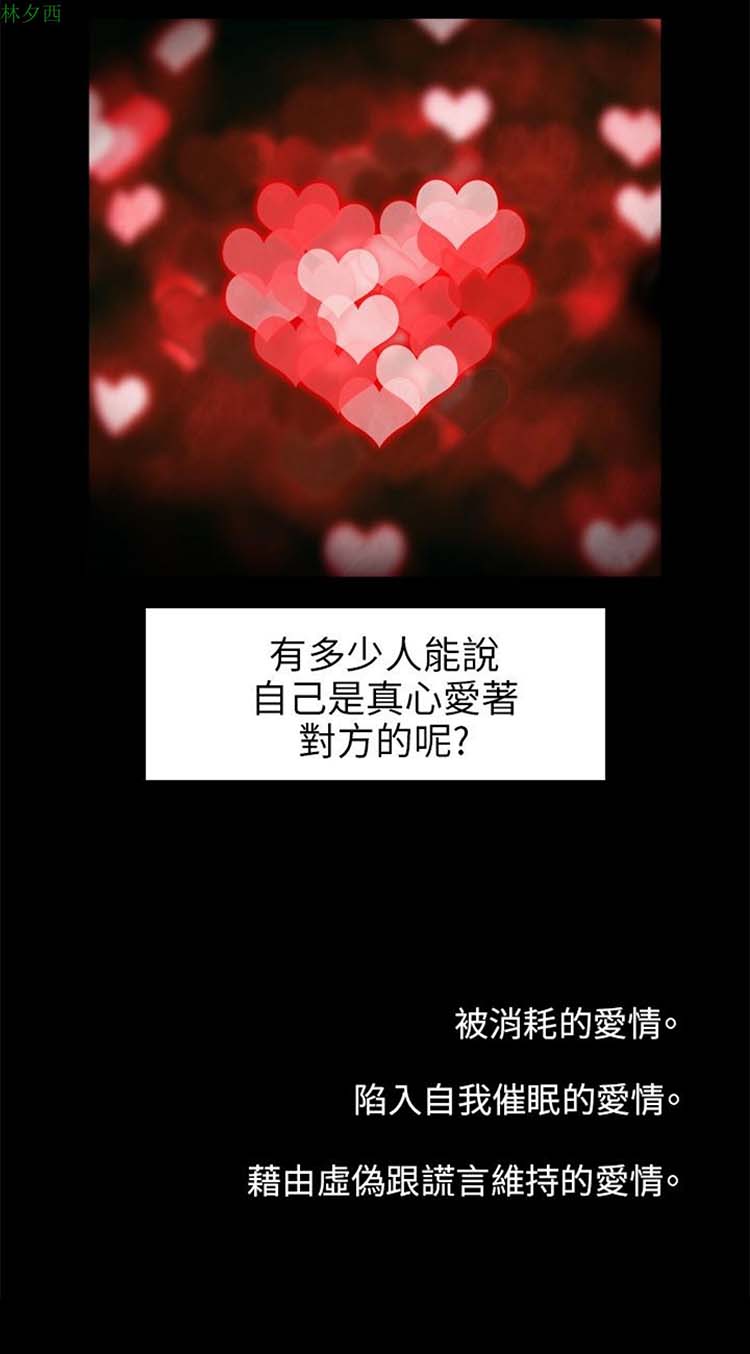 林夕西
有多少人能說
自己是真心愛著
對方的呢?
被消耗的愛情。
陷入自我催眠的愛情。
藉由虛偽跟謊言維持的愛情。